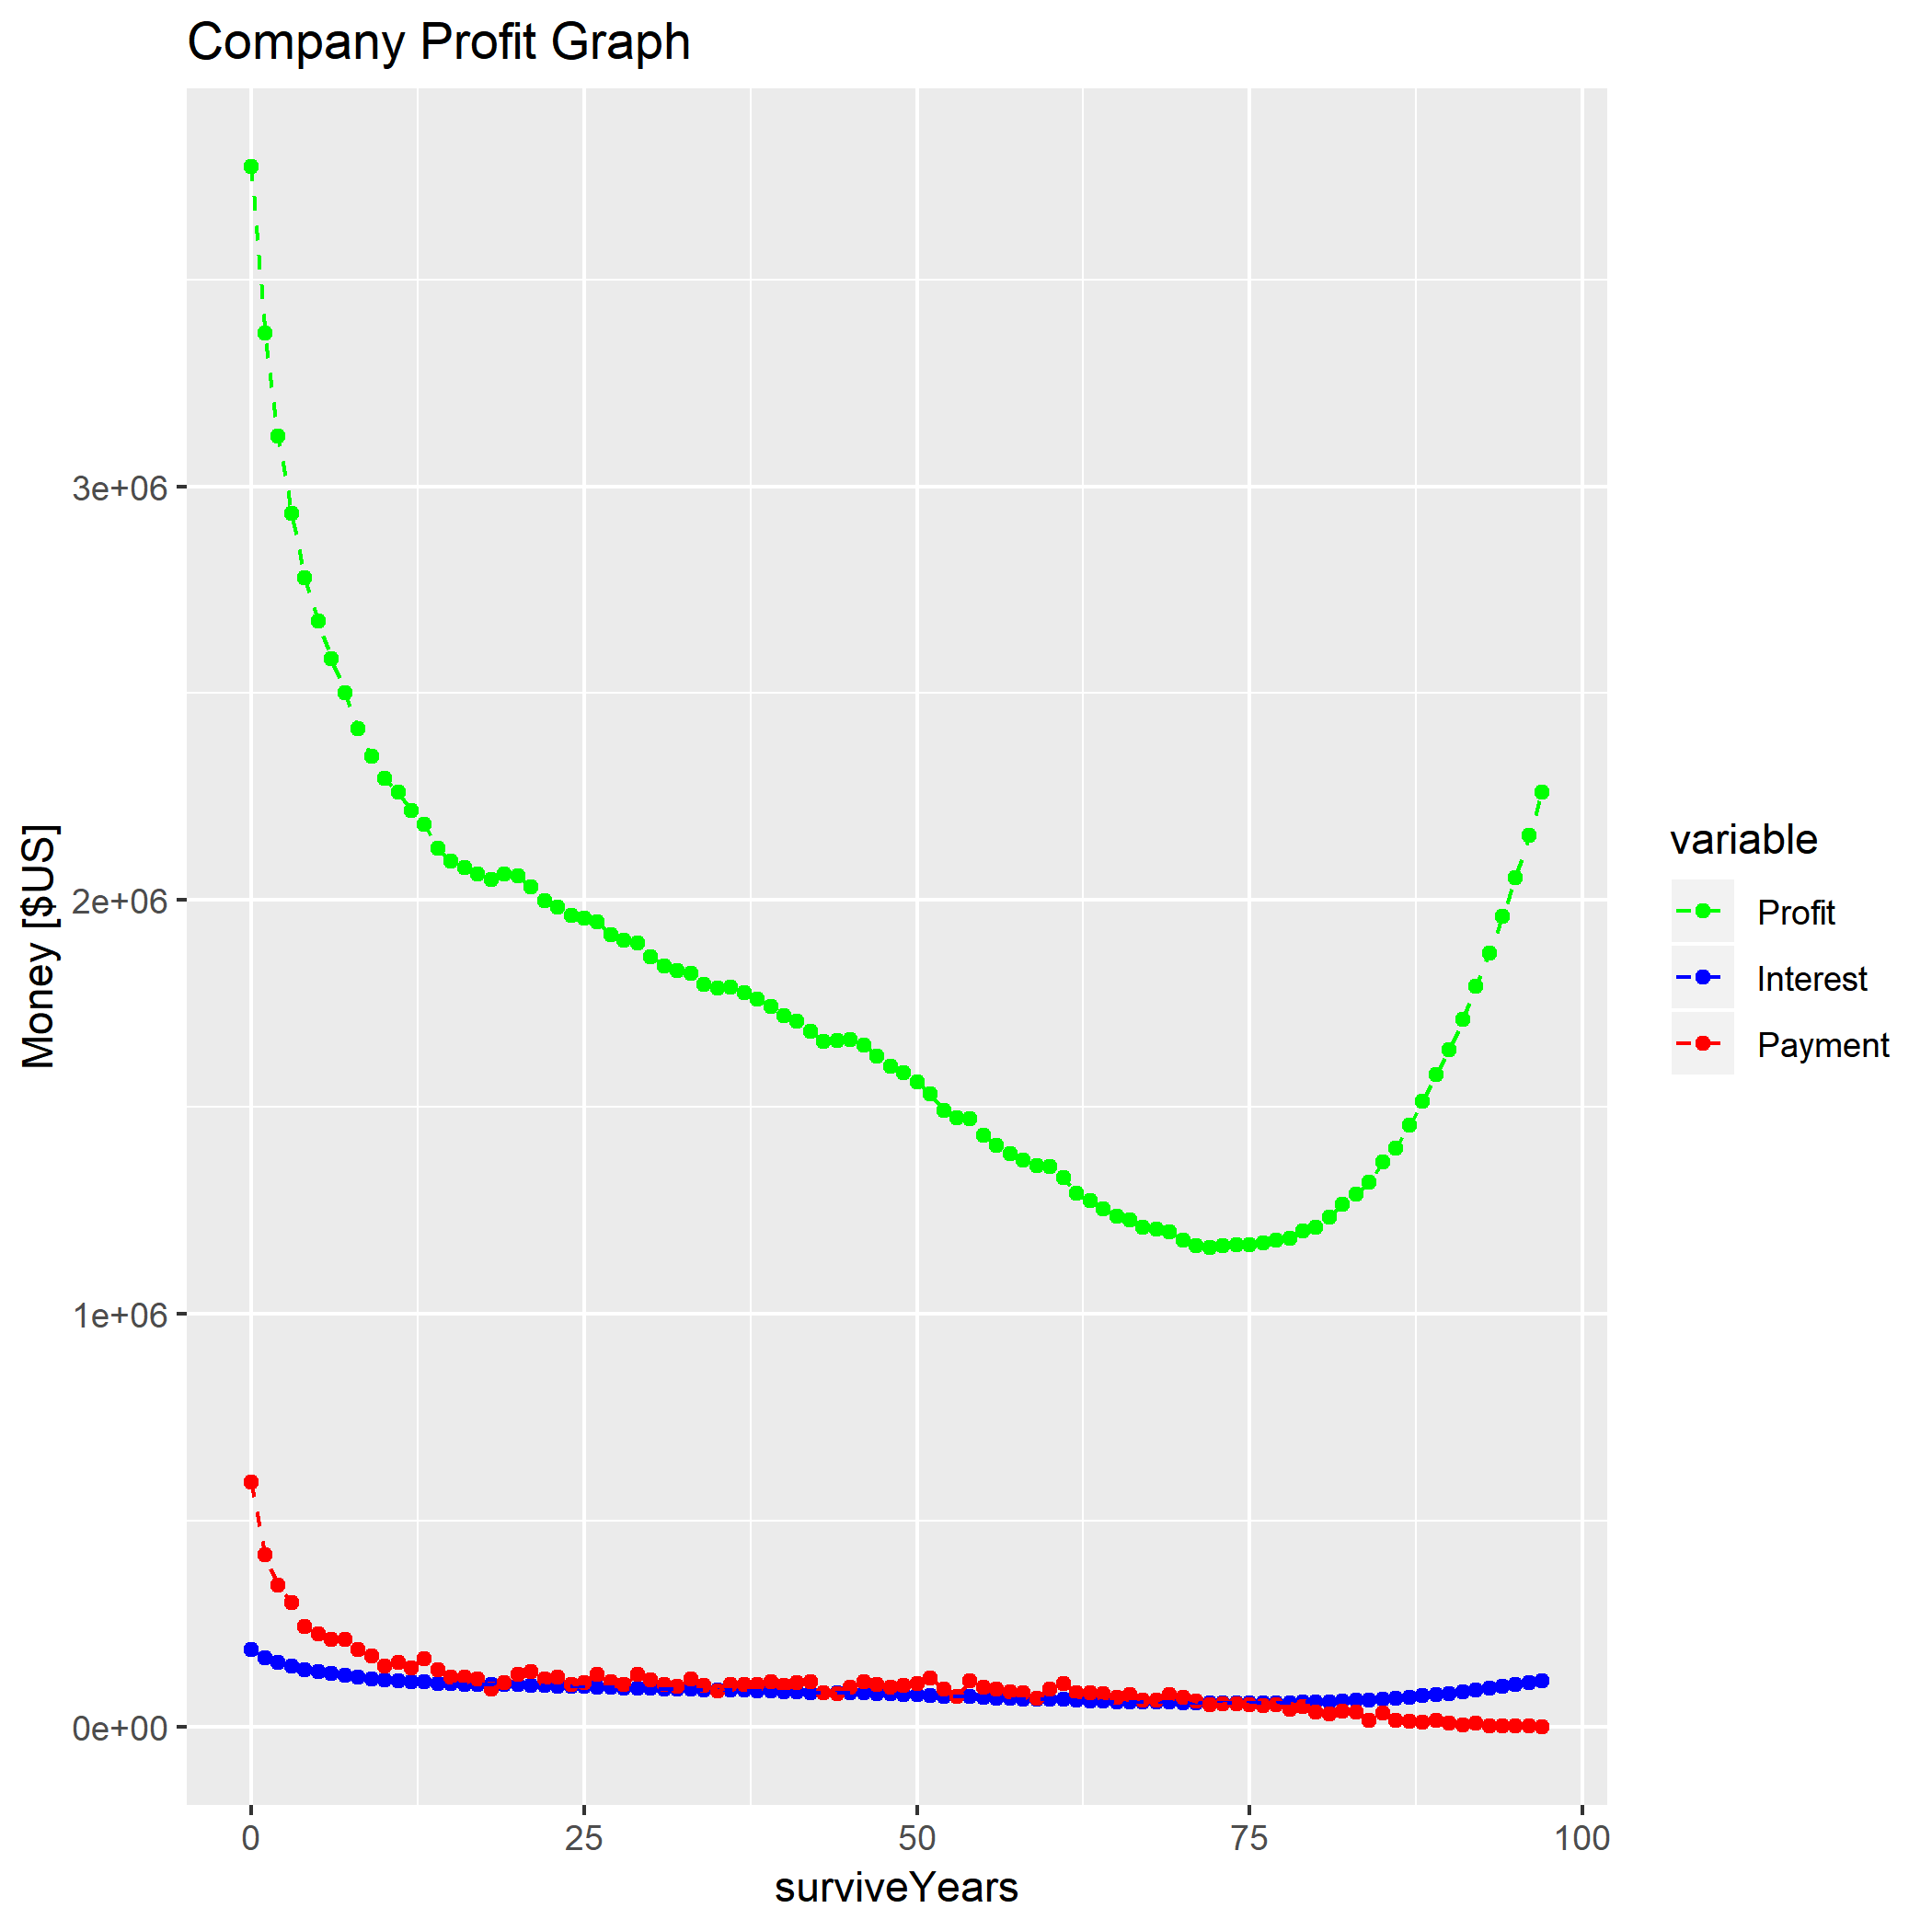 Company Profit Graph
Money [$US]
3e+06
2e+06
1e+06
0e+00
0 25 50 75 100
surviveYears
variable
Profit
Interest
Payment